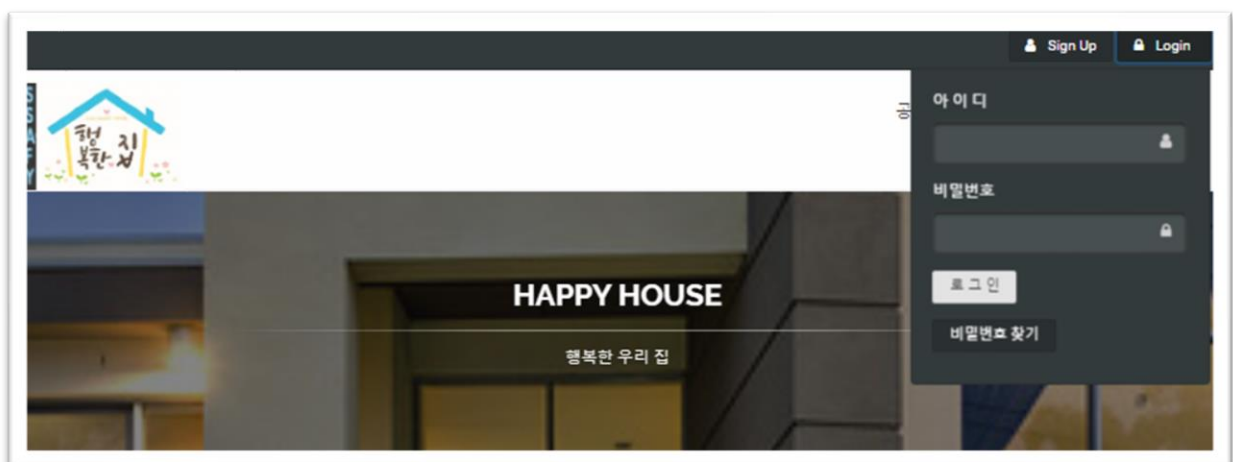 Sign Up
Login
SSAFY
행복한 집
아이디
비밀번호
로그인
비밀번호 찾기
HAPPY HOUSE
행복한 우리 집